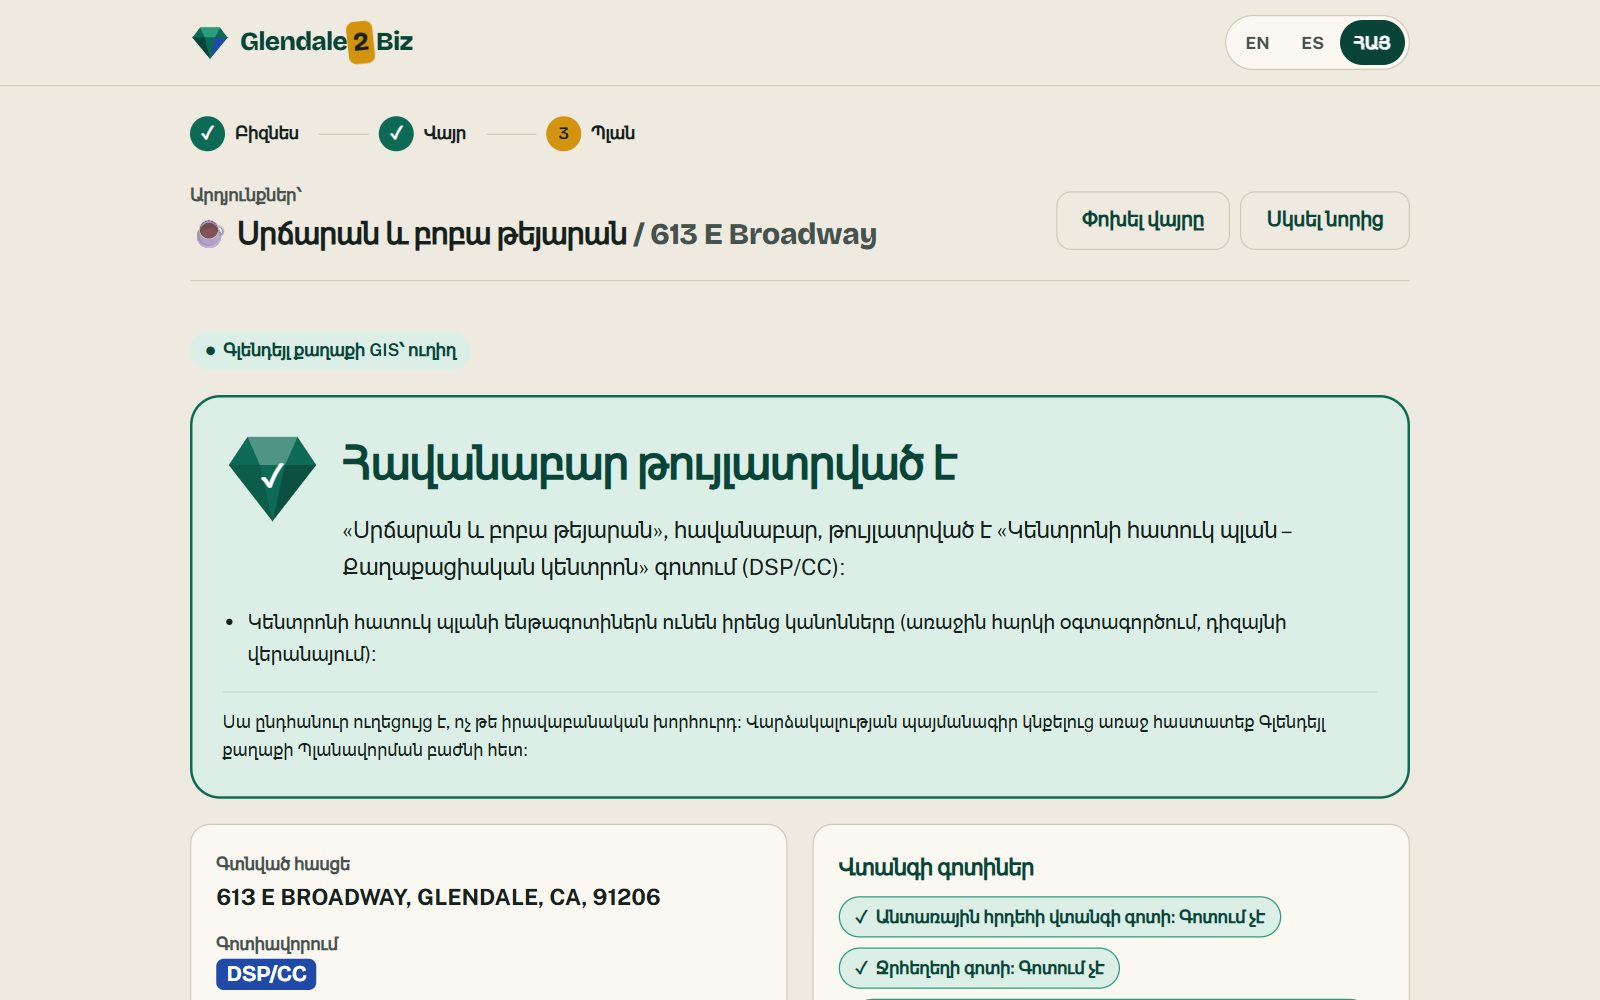 Glendale 2 Biz
EN ES ՀԱՅ
✓ Բիզնես ✓ Վայր 3 Պլան
Արդյունքներ՝
Սրճարան և բոբա թեյարան / 613 E Broadway
Փոխել վայրը Սկսել նորից
● Գլենդեյլ քաղաքի GIS՝ ուղիղ
Հավանաբար թույլատրված է
«Սրճարան և բոբա թեյարան», հավանաբար, թույլատրված է «Կենտրոնի հատուկ պլան –
Քաղաքացիական կենտրոն» գոտում (DSP/CC)։
• Կենտրոնի հատուկ պլանի ենթագոտիներն ունեն իրենց կանոնները (առաջին հարկի օգտագործում, դիզայնի
վերանայում)։
Սա ընդհանուր ուղեցույց է, ոչ թե իրավաբանական խորհուրդ։ Վարձակալության պայմանագիր կնքելուց առաջ հաստատեք Գլենդեյլ
քաղաքի Պլանավորման բաժնի հետ։
Գտնված հասցե
613 E BROADWAY, GLENDALE, CA, 91206
Գոտիավորում
DSP/CC
Վտանգի գոտիներ
✓ Անտառային հրդեհի վտանգի գոտի։ Գոտում չէ
✓ Ջրհեղեղի գոտի։ Գոտում չէ